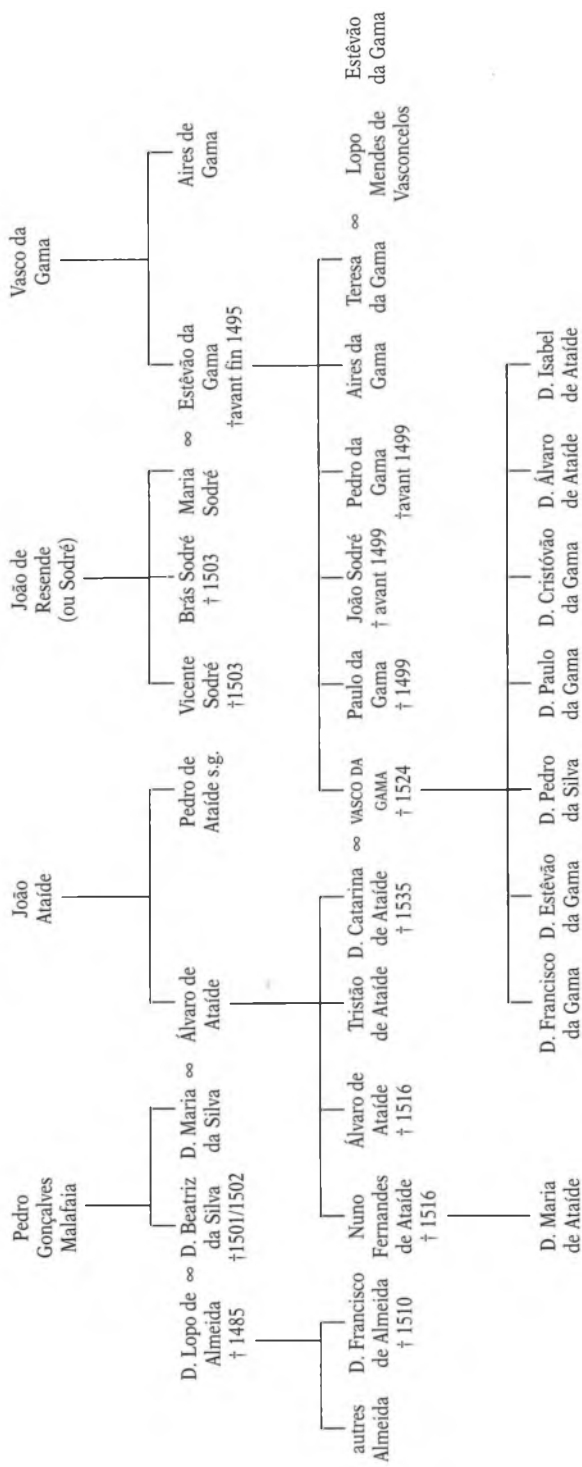 Pedro
Gonçalves
Malafaia
João
Ataíde
João de
Resende
(ou Sodré)
Vasco da
Gama
D. Lopo de
Almeida
† 1485
∞
D. Beatriz
da Silva
†1501/1502
D. Maria
da Silva
∞
Álvaro de
Ataíde
Pedro de
Ataíde s.g.
Vicente
Sodré
†1503
Brás Sodré
† 1503
Maria
Sodré
∞
Estêvão da
Gama
†avant fin 1495
Aires de
Gama
autres
Almeida
D. Francisco
de Almeida
† 1510
Nuno
Fernandes
de Ataíde
† 1516
Álvaro de
Ataíde
† 1516
Tristão
de Ataíde
D. Catarina
de Ataíde
† 1535
∞
VASCO DA
GAMA
† 1524
Paulo da
Gama
† 1499
João Sodré
† avant 1499
Pedro da
Gama
†avant 1499
Aires da
Gama
Teresa
da Gama
∞
Lopo
Mendes de
Vasconcelos
Estêvão
da Gama
D. Maria
de Ataíde
D. Francisco
da Gama
D. Estêvão
da Gama
D. Pedro
da Silva
D. Paulo
da Gama
D. Cristóvão
da Gama
D. Álvaro
de Ataíde
D. Isabel
de Ataíde